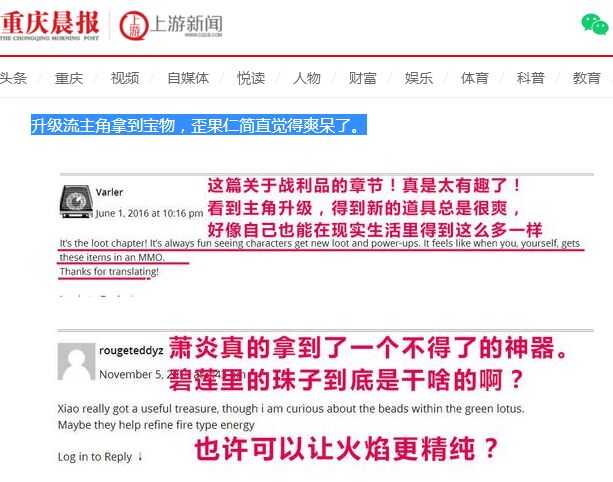 重庆晨报
THE CHONGQING MORNING POST
上游
上游新闻
WWW.CQCB.COM
头条 / 重庆 / 视频 / 自媒体 / 悦读 / 人物 / 财富 / 娱乐 / 体育 / 科普 / 教育
升级流主角拿到宝物，歪果仁简直觉得爽呆了。
Varler
这篇关于战利品的章节！真是太有趣了！
June 1, 2016 at 10:16 pm
看到主角升级，得到新的道具总是很爽，
好像自己也能在现实生活里得到这么多一样
It's the loot chapter! It's always fun seeing characters get new loot and power-ups. It feels like when you, yourself, gets
these items in an MMO.
Thanks for translating!
rougeteddyz
萧炎真的拿到了一个不得了的神器。
November 5,
碧莲里的珠子到底是干啥的啊？
Xiao really got a useful treasure, though i am curious about the beads within the green lotus.
Maybe they help refine fire type energy
也许可以让火焰更精纯？
Log in to Reply ↓